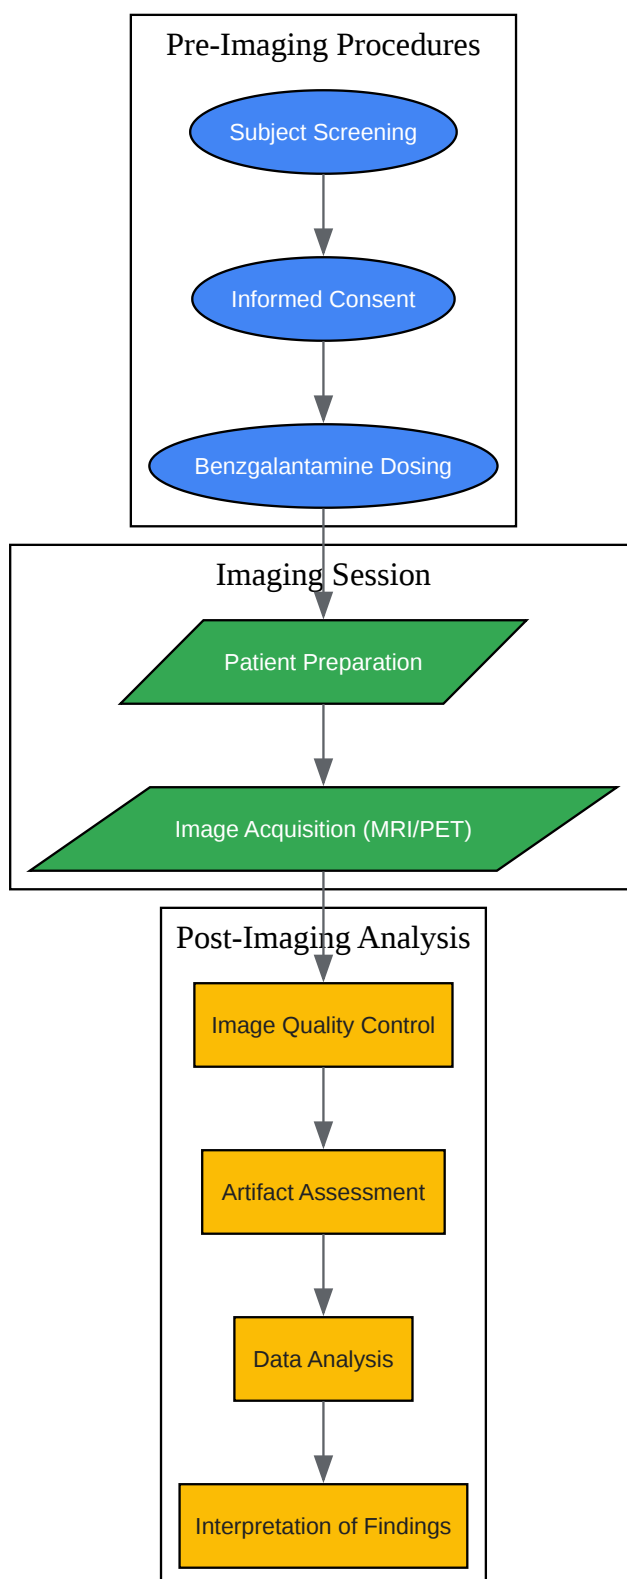 Pre-Imaging Procedures
Subject Screening
Informed Consent
Benzgalantamine Dosing
Imaging Session
Patient Preparation
Image Acquisition (MRI/PET)
Post-Imaging Analysis
Image Quality Control
Artifact Assessment
Data Analysis
Interpretation of Findings